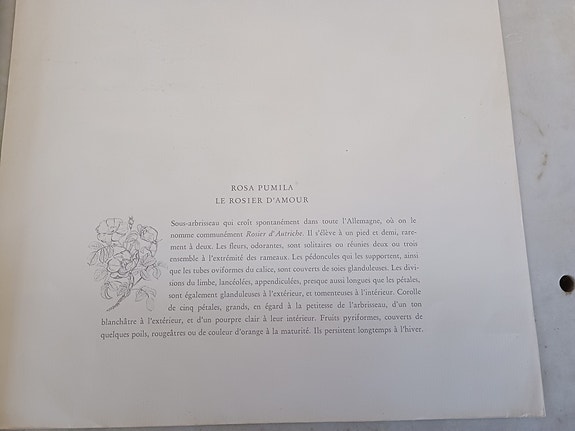 ROSA PUMILA
LE ROSIER D'AMOUR
Sous-arbrisseau qui croît spontanément dans toute l'Allemagne, où on le
nomme communément Rosier d'Autriche. Il s'élève à un pied et demi, rare-
ment à deux. Les fleurs, odorantes, sont solitaires ou réunies deux ou trois
ensemble à l'extrémité des rameaux. Les pédoncules qui les supportent, ainsi
que les tubes oviformes du calice, sont couverts de soies glanduleuses. Les divi-
sions du limbe, lancéolées, appendiculées, presque aussi longues que les pétales,
sont également glanduleuses à l'extérieur, et tomenteuses à l'intérieur. Corolle
de cinq pétales, grands, en égard à la petitesse de l'arbrisseau, d'un ton
blanchâtre à l'extérieur, et d'un pourpre clair à leur intérieur. Fruits pyriformes, couverts de
quelques poils, rougeâtres ou de couleur d'orange à la maturité. Ils persistent longtemps à l'hiver.